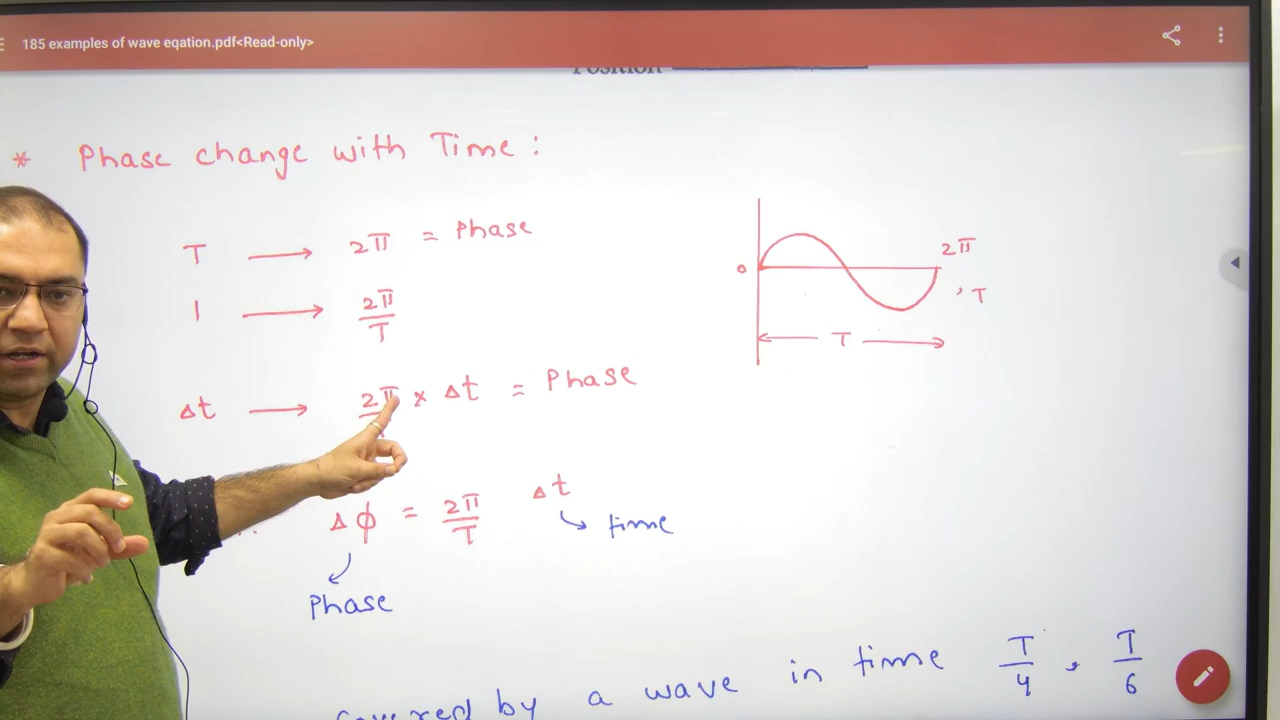 185 examples of wave eqation.pdf<Read-only>
Position
* Phase change with Time :
T → 2π = Phase
1 → 2π/T
Δt → 2π × Δt = Phase
Δφ = 2π/T Δt
time
Phase
0
2π
, T
T
covered by a wave in time T/4 , T/6